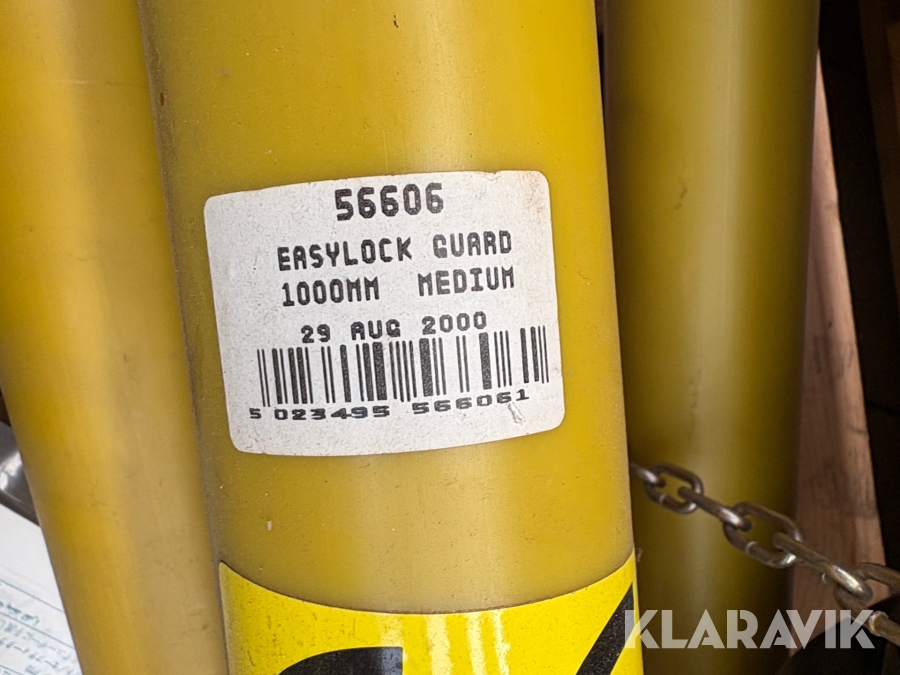 56606
EASYLOCK GUARD
1000MM MEDIUM
29 AUG 2000
5 023495 566061
KLARAVIK